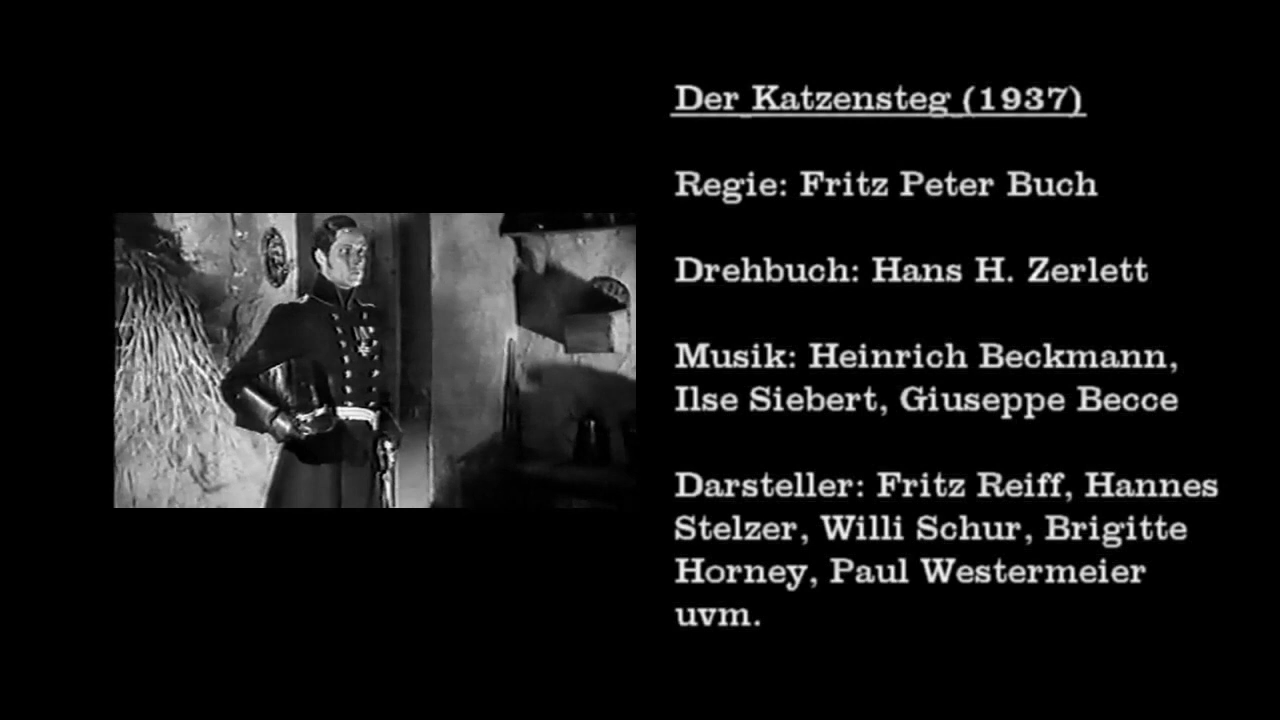 Der Katzensteg (1937)
Regie: Fritz Peter Buch
Drehbuch: Hans H. Zerlett
Musik: Heinrich Beckmann,
Ilse Siebert, Giuseppe Becce
Darsteller: Fritz Reiff, Hannes
Stelzer, Willi Schur, Brigitte
Horney, Paul Westermeier
uvm.